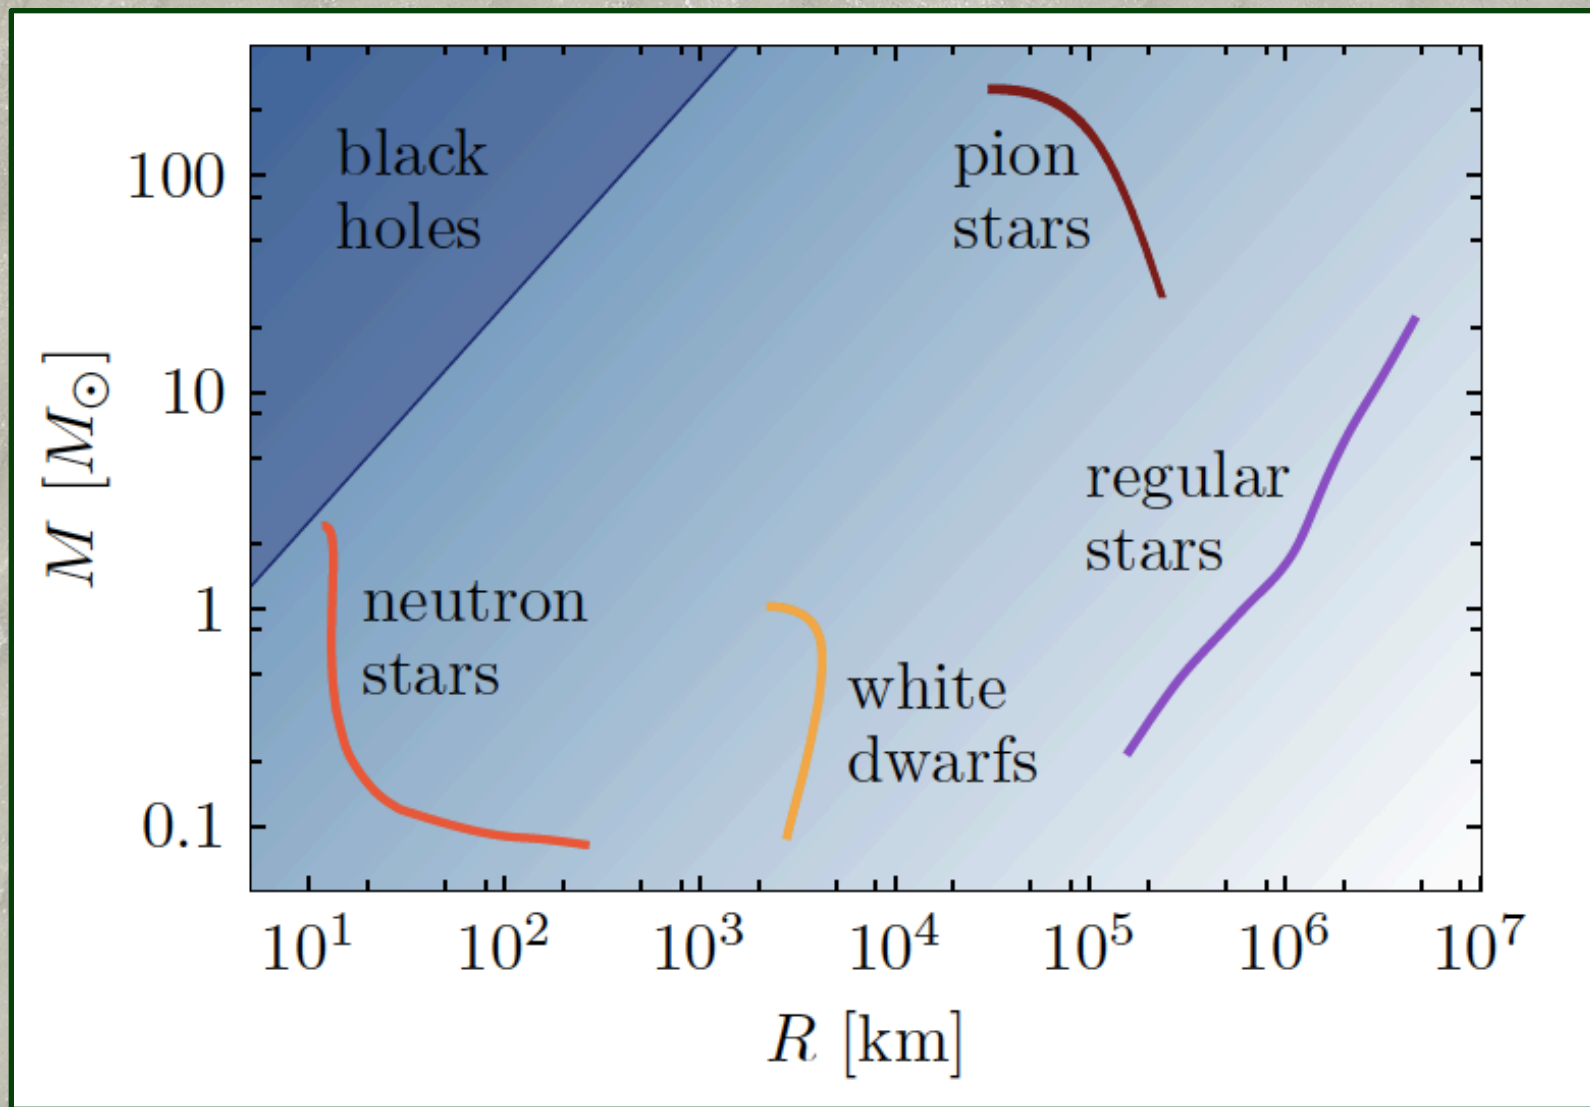 black
holes
pion
stars
regular
stars
neutron
stars
white
dwarfs
100
10
1
0.1
M [M⊙]
10¹ 10² 10³ 10⁴ 10⁵ 10⁶ 10⁷
R [km]